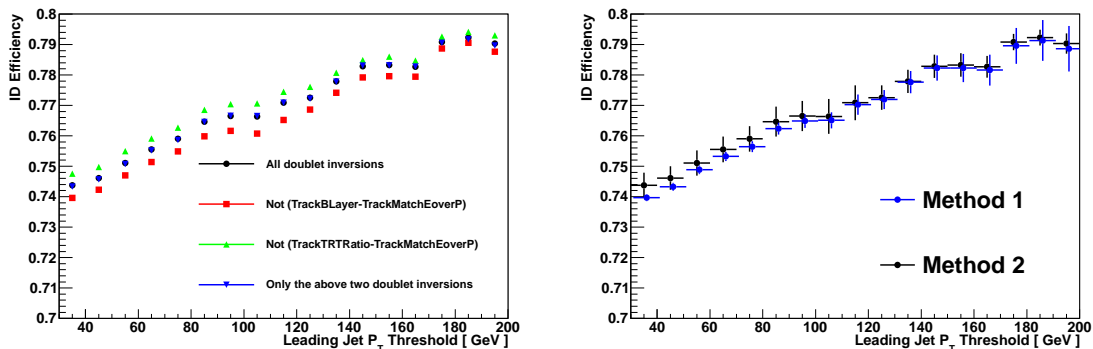 ID Efficiency
0.8
0.79
0.78
0.77
0.76
0.75
0.74
0.73
0.72
0.71
0.7
All doublet inversions
Not (TrackBLayer-TrackMatchEoverP)
Not (TrackTRTRatio-TrackMatchEoverP)
Only the above two doublet inversions
40 60 80 100 120 140 160 180 200
Leading Jet PT Threshold [ GeV ]
ID Efficiency
0.8
0.79
0.78
0.77
0.76
0.75
0.74
0.73
0.72
0.71
0.7
Method 1
Method 2
40 60 80 100 120 140 160 180 200
Leading Jet PT Threshold [ GeV ]